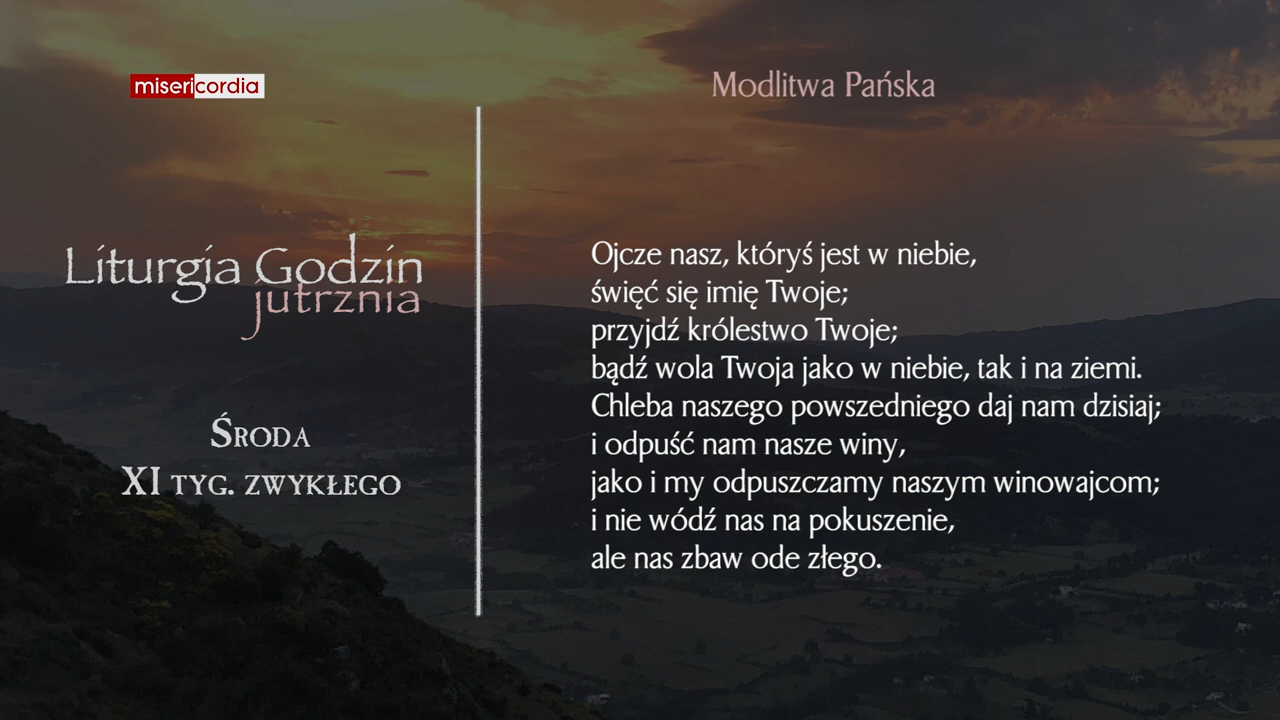 misericordia
Liturgia Godzin
jutrznia
Środa
XI tyg. zwykłego
Modlitwa Pańska
Ojcze nasz, któryś jest w niebie,
święć się imię Twoje;
przyjdź królestwo Twoje;
bądź wola Twoja jako w niebie, tak i na ziemi.
Chleba naszego powszedniego daj nam dzisiaj;
i odpuść nam nasze winy,
jako i my odpuszczamy naszym winowajcom;
i nie wódź nas na pokuszenie,
ale nas zbaw ode złego.